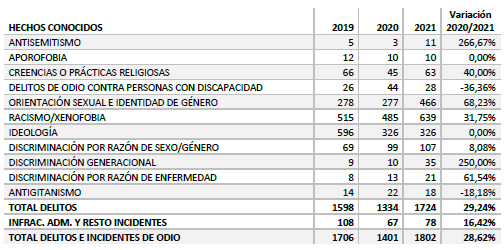 HECHOS CONOCIDOS 2019 2020 2021 Variación 2020/2021
ANTISEMITISMO 5 3 11 266,67%
APOROFOBIA 12 10 10 0,00%
CREENCIAS O PRÁCTICAS RELIGIOSAS 66 45 63 40,00%
DELITOS DE ODIO CONTRA PERSONAS CON DISCAPACIDAD 26 44 28 -36,36%
ORIENTACIÓN SEXUAL E IDENTIDAD DE GÉNERO 278 277 466 68,23%
RACISMO/XENOFOBIA 515 485 639 31,75%
IDEOLOGÍA 596 326 326 0,00%
DISCRIMINACIÓN POR RAZÓN DE SEXO/GÉNERO 69 99 107 8,08%
DISCRIMINACIÓN GENERACIONAL 9 10 35 250,00%
DISCRIMINACIÓN POR RAZÓN DE ENFERMEDAD 8 13 21 61,54%
ANTIGITANISMO 14 22 18 -18,18%
TOTAL DELITOS 1598 1334 1724 29,24%
INFRAC. ADM. Y RESTO INCIDENTES 108 67 78 16,42%
TOTAL DELITOS E INCIDENTES DE ODIO 1706 1401 1802 28,62%